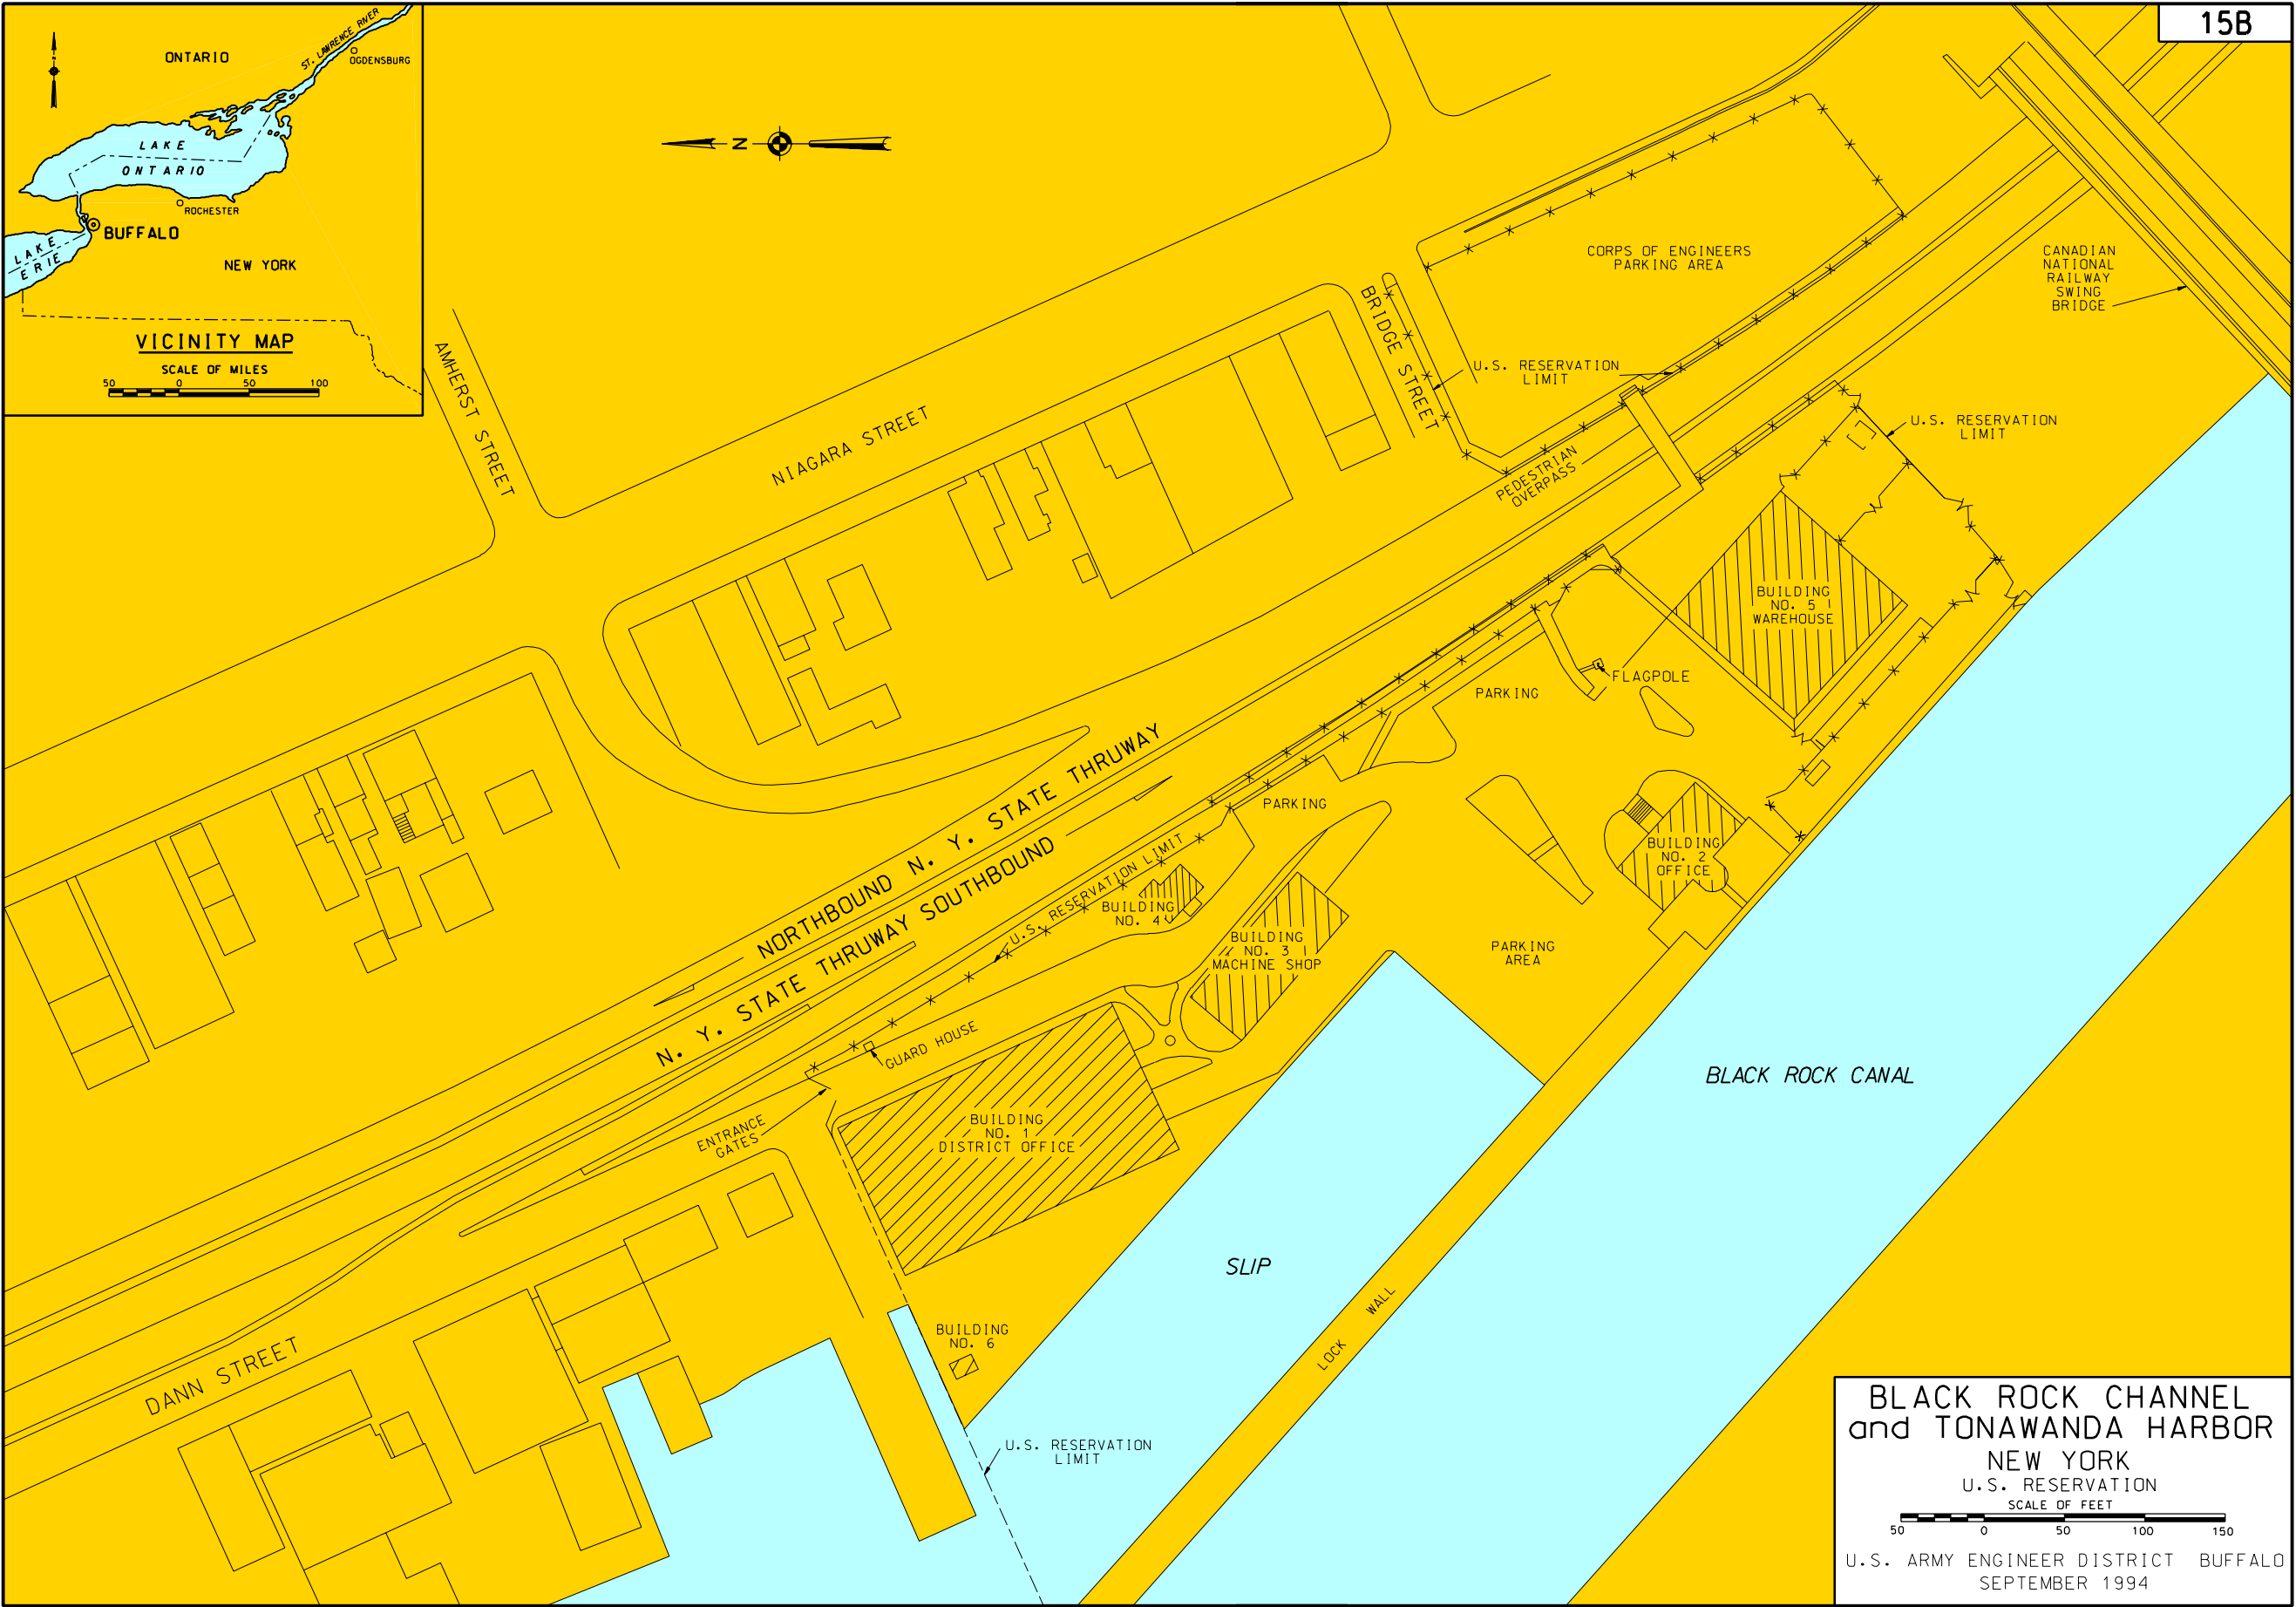 15B
ONTARIO
ST. LAWRENCE RIVER
OGDENSBURG
N
LAKE
ONTARIO
ROCHESTER
BUFFALO
LAKE
ERIE
NEW YORK
VICINITY MAP
SCALE OF MILES
50 0 50 100
N
AMHERST STREET
NIAGARA STREET
BRIDGE STREET
CORPS OF ENGINEERS
PARKING AREA
CANADIAN
NATIONAL
RAILWAY
SWING
BRIDGE
U.S. RESERVATION
LIMIT
U.S. RESERVATION
LIMIT
PEDESTRIAN
OVERPASS
BUILDING
NO. 5
WAREHOUSE
FLAGPOLE
PARKING
PARKING
NORTHBOUND N. Y. STATE THRUWAY
N. Y. STATE THRUWAY SOUTHBOUND
U.S. RESERVATION LIMIT
BUILDING
NO. 4
BUILDING
NO. 2
OFFICE
BUILDING
NO. 3
MACHINE SHOP
PARKING
AREA
GUARD HOUSE
ENTRANCE
GATES
BUILDING
NO. 1
DISTRICT OFFICE
BLACK ROCK CANAL
SLIP
LOCK WALL
BUILDING
NO. 6
DANN STREET
U.S. RESERVATION
LIMIT
BLACK ROCK CHANNEL
and TONAWANDA HARBOR
NEW YORK
U.S. RESERVATION
SCALE OF FEET
50 0 50 100 150
U.S. ARMY ENGINEER DISTRICT BUFFALO
SEPTEMBER 1994